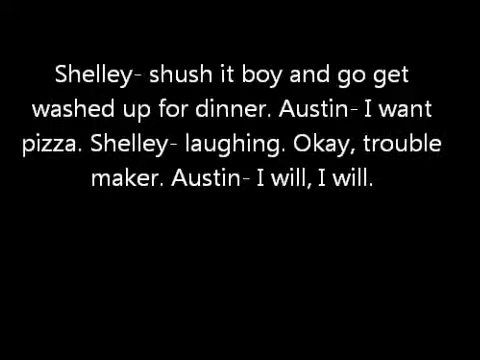 Shelley- shush it boy and go get
washed up for dinner. Austin- I want
pizza. Shelley- laughing. Okay, trouble
maker. Austin- I will, I will.